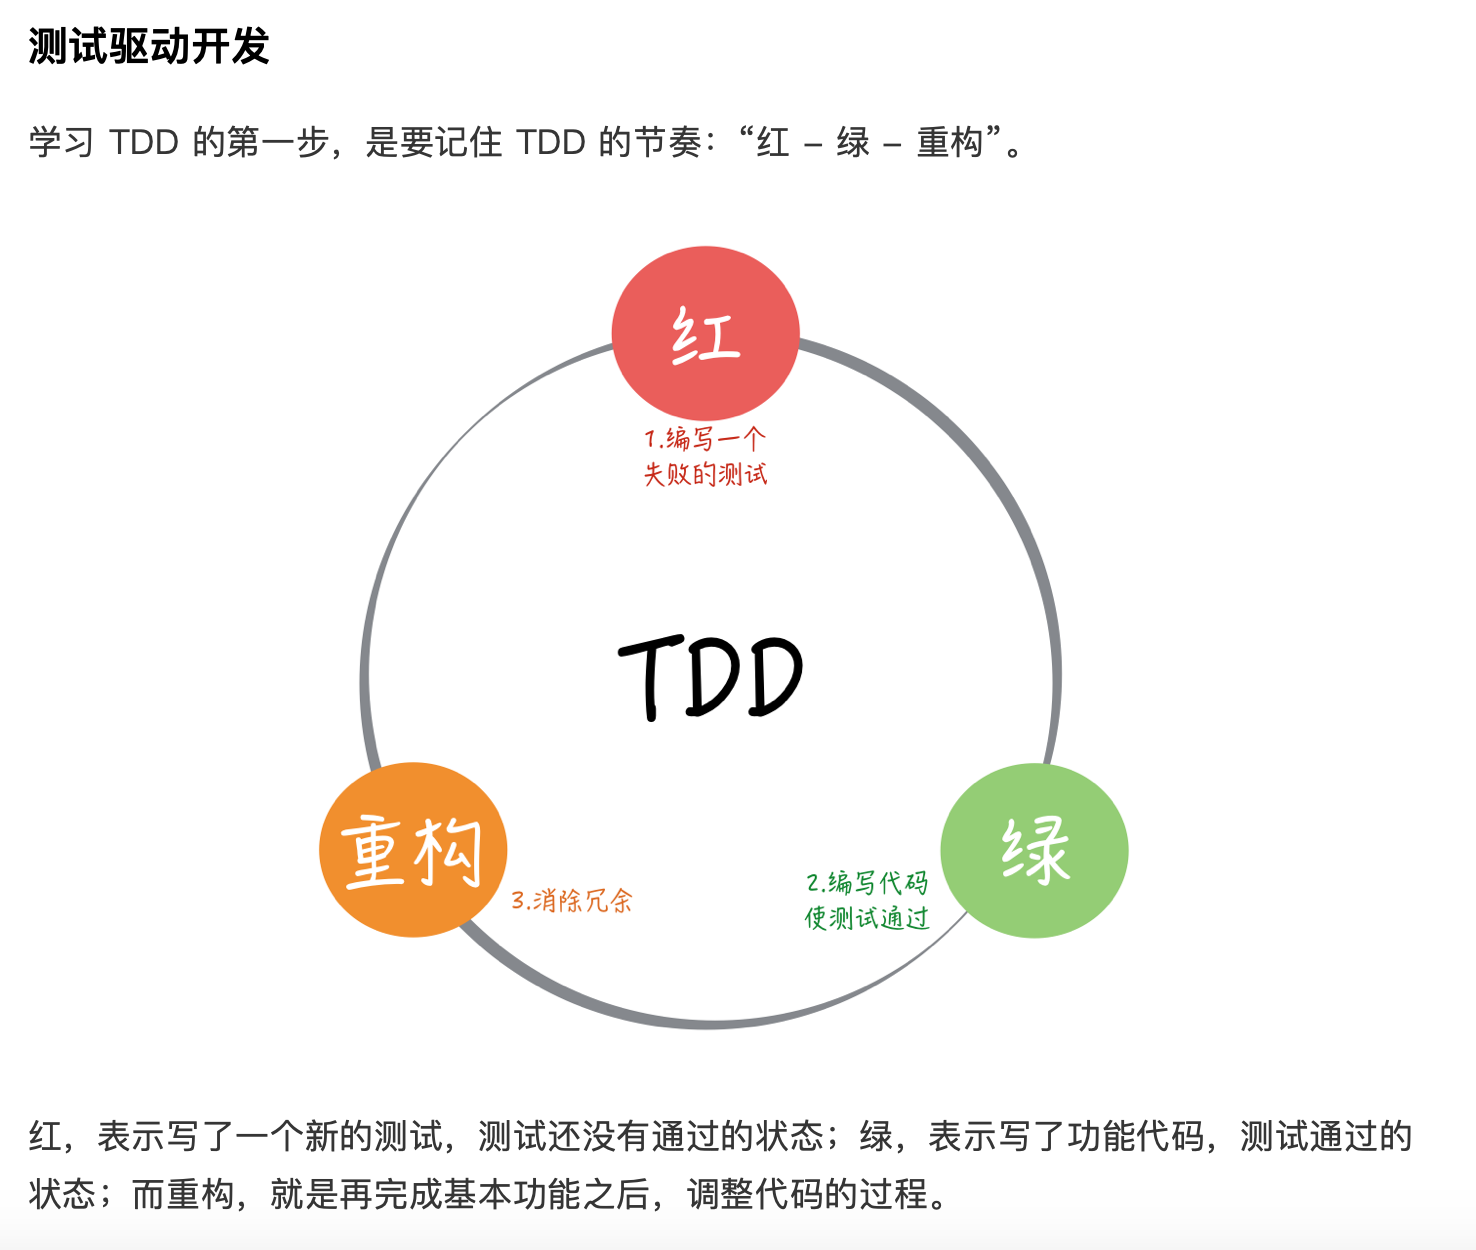 测试驱动开发
学习 TDD 的第一步，是要记住 TDD 的节奏：“红 – 绿 – 重构”。
红
1.编写一个
失败的测试
TDD
重构
3.消除冗余
绿
2.编写代码
使测试通过
红，表示写了一个新的测试，测试还没有通过的状态；绿，表示写了功能代码，测试通过的
状态；而重构，就是再完成基本功能之后，调整代码的过程。